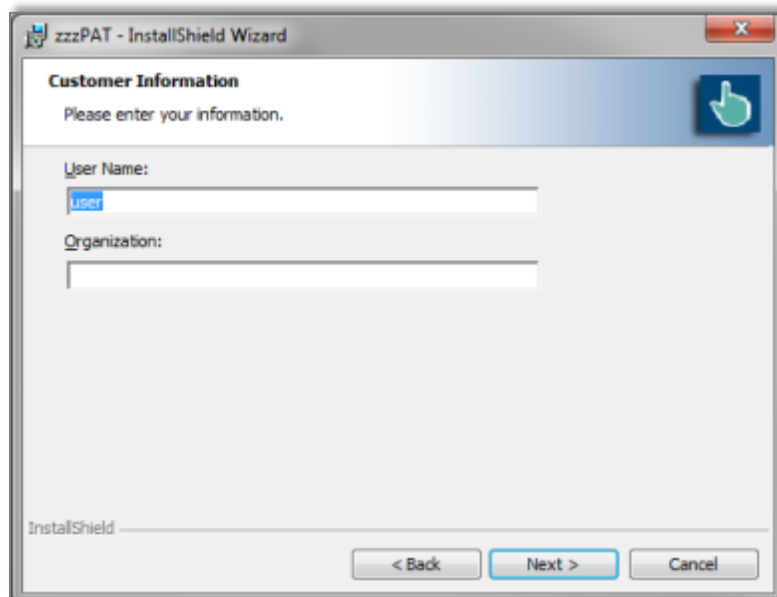 zzzPAT - InstallShield Wizard
Customer Information
Please enter your information.
User Name:
user
Organization:
InstallShield
< Back Next > Cancel